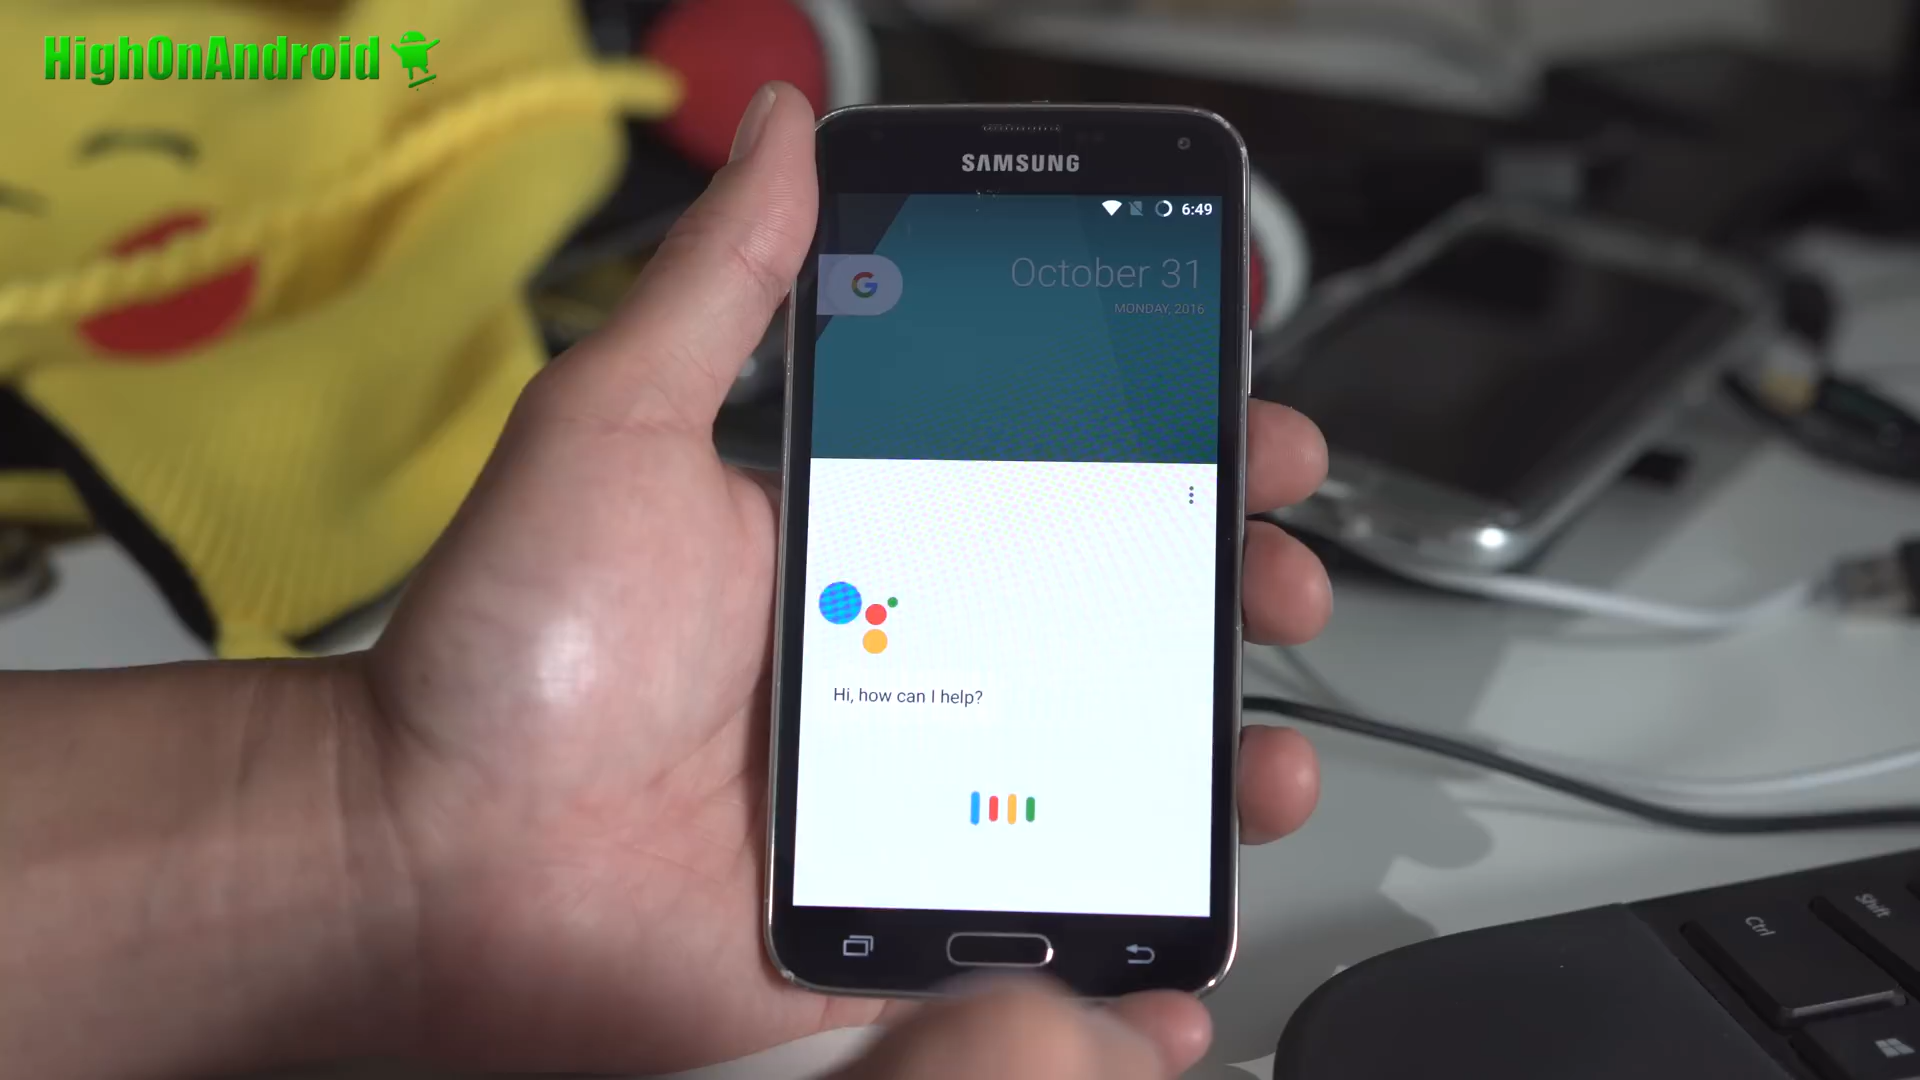 HighOnAndroid
SAMSUNG
6:49
G
October 31
MONDAY, 2016
Hi, how can I help?
Shift
Ctrl